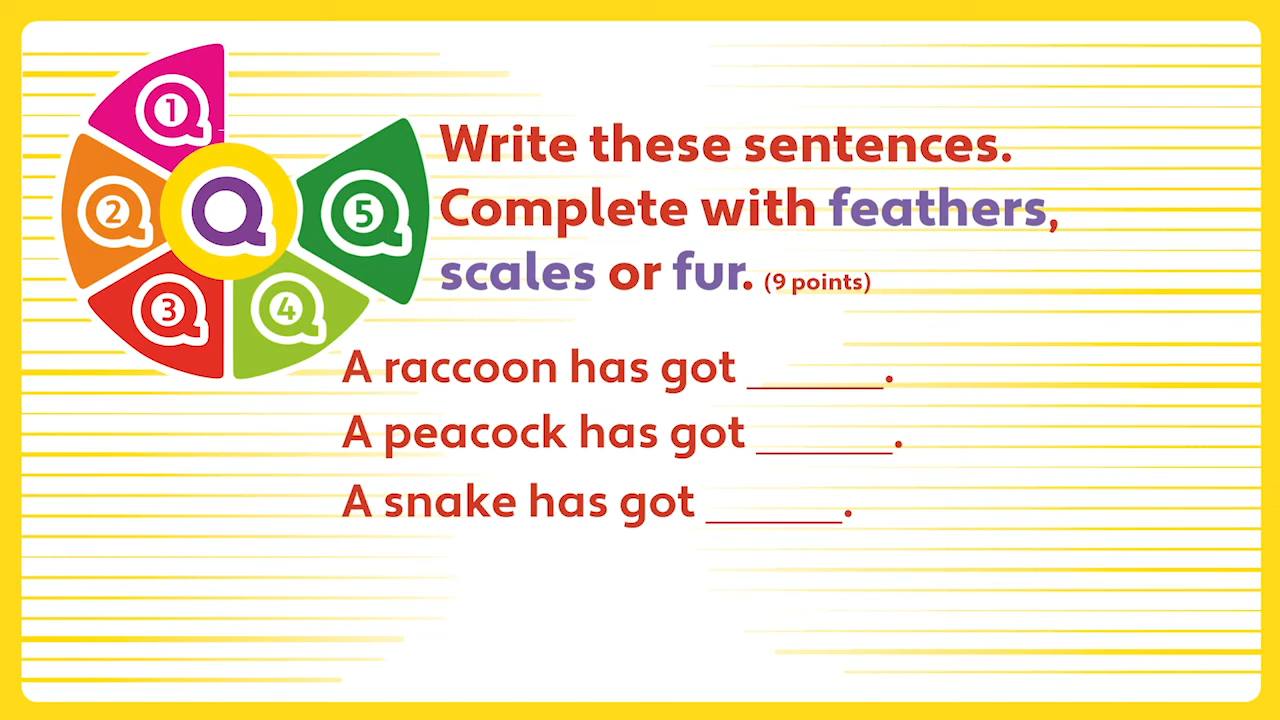 1
2
3
4
5
Q
Write these sentences.
Complete with feathers,
scales or fur. (9 points)
A raccoon has got ______.
A peacock has got ______.
A snake has got ______.